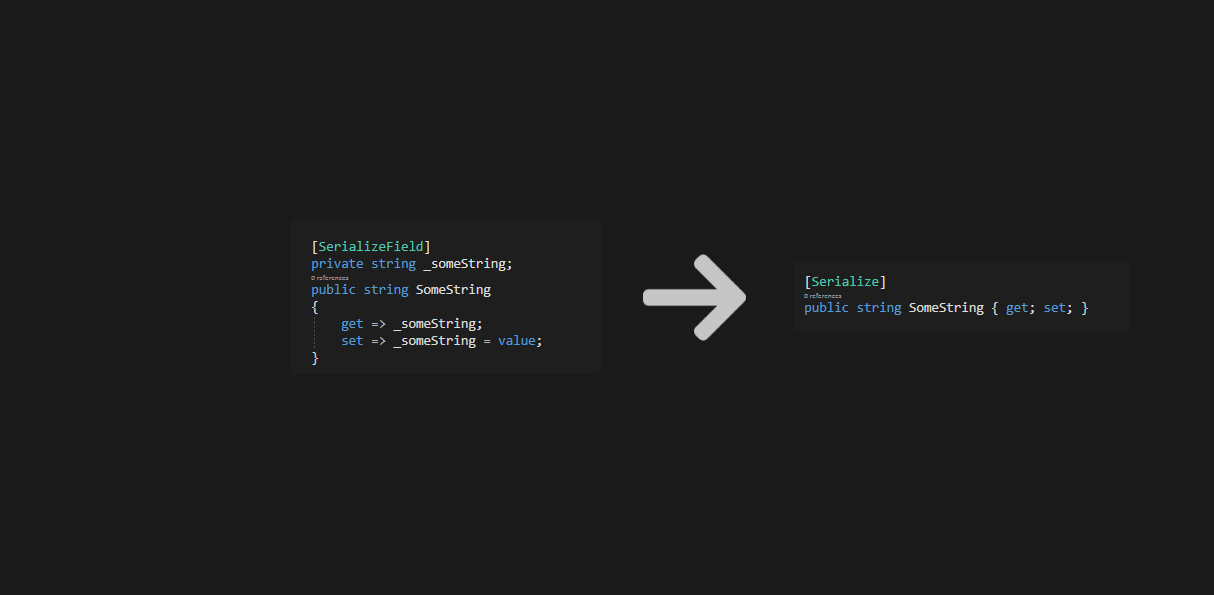 [SerializeField]
private string _someString;
0 references
public string SomeString
{
get => _someString;
set => _someString = value;
}
[Serialize]
0 references
public string SomeString { get; set; }